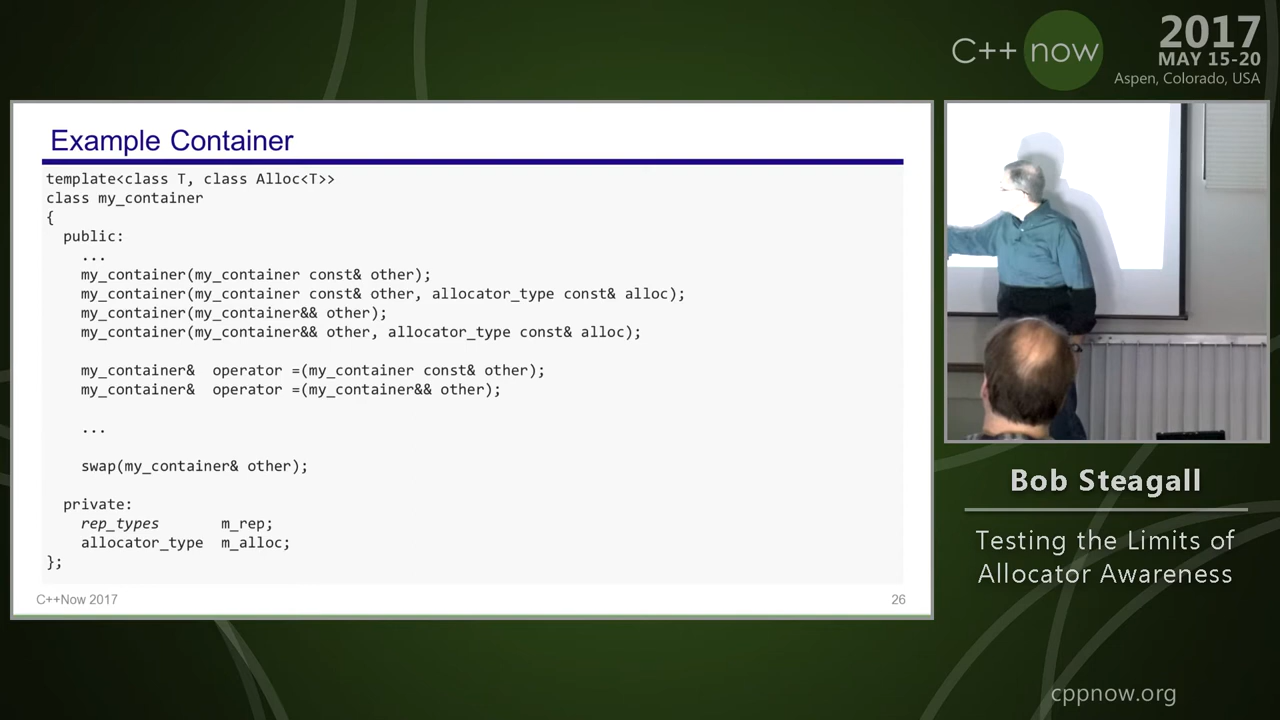 C++ now
2017
MAY 15-20
Aspen, Colorado, USA
Example Container
template<class T, class Alloc<T>>
class my_container
{
public:
...
my_container(my_container const& other);
my_container(my_container const& other, allocator_type const& alloc);
my_container(my_container&& other);
my_container(my_container&& other, allocator_type const& alloc);
my_container&  operator =(my_container const& other);
my_container&  operator =(my_container&& other);
...
swap(my_container& other);
private:
rep_types       m_rep;
allocator_type  m_alloc;
};
C++Now 2017
26
Bob Steagall
Testing the Limits of
Allocator Awareness
cppnow.org